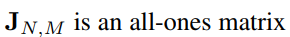 J_{N,M} is an all-ones matrix